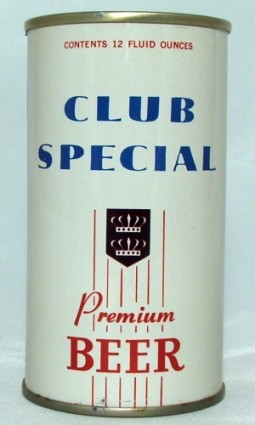 CONTENTS 12 FLUID OUNCES
CLUB
SPECIAL
Premium
BEER